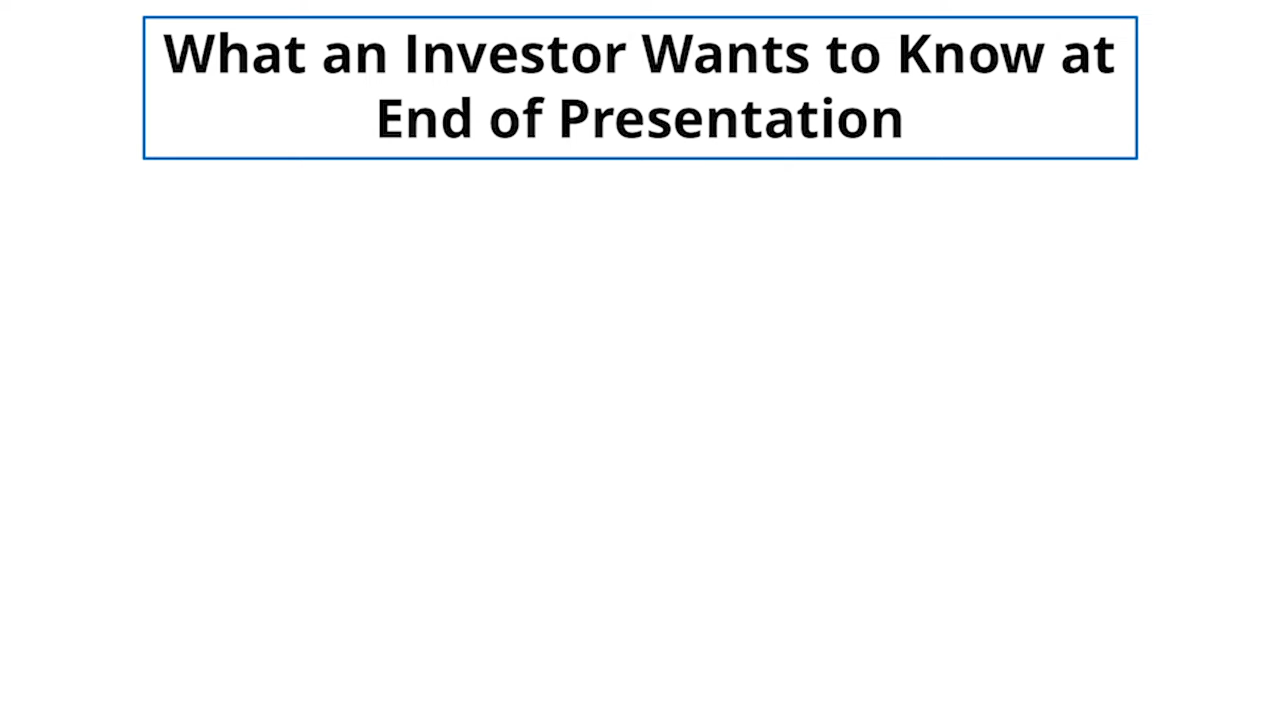 What an Investor Wants to Know at
End of Presentation